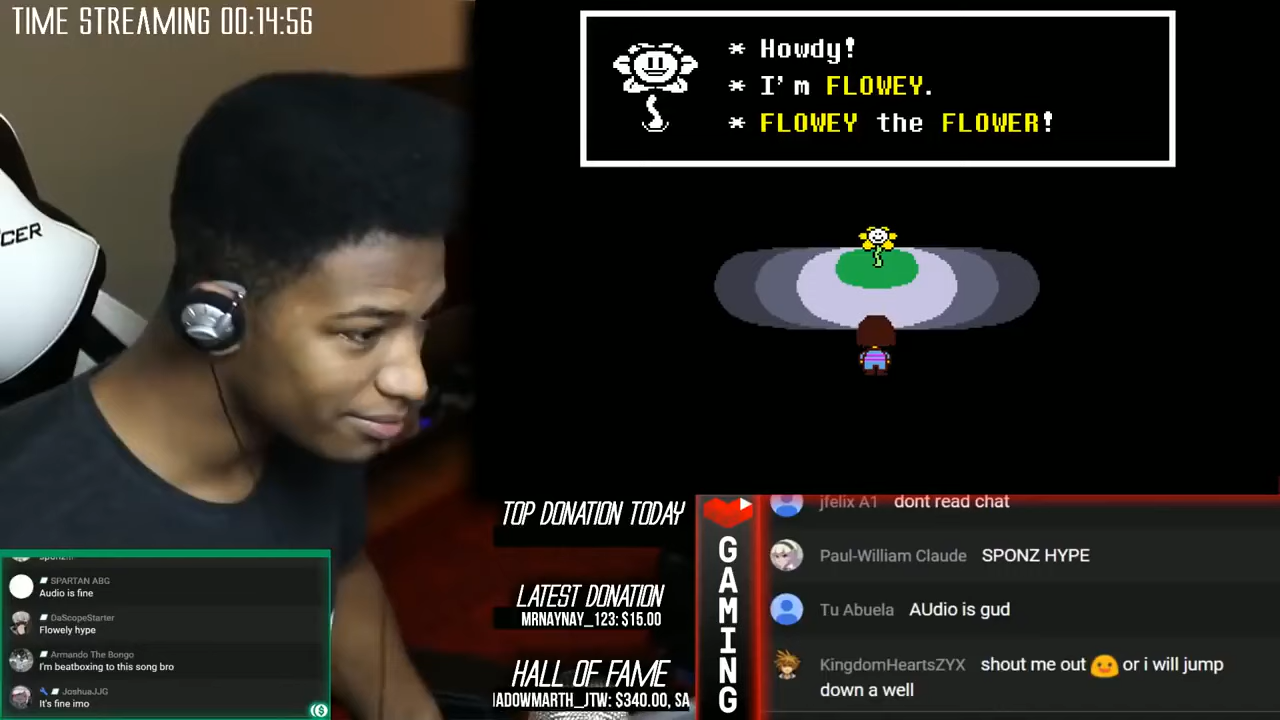 TIME STREAMING 00:14:56
CER
* Howdy!
* I'm FLOWEY.
* FLOWEY the FLOWER!
TOP DONATION TODAY
LATEST DONATION
MRNAYNAY_123: $15.00
HALL OF FAME
ADOWMARTH_JTW: $340.00, SA
GAMING
jfelix A1 dont read chat
Paul-William Claude SPONZ HYPE
Tu Abuela AUdio is gud
KingdomHeartsZYX shout me out 😀 or i will jump
down a well
SPARTAN ABG
Audio is fine
DaScopeStarter
Flowely hype
Armando The Bongo
I'm beatboxing to this song bro
JoshuaJJG
It's fine imo